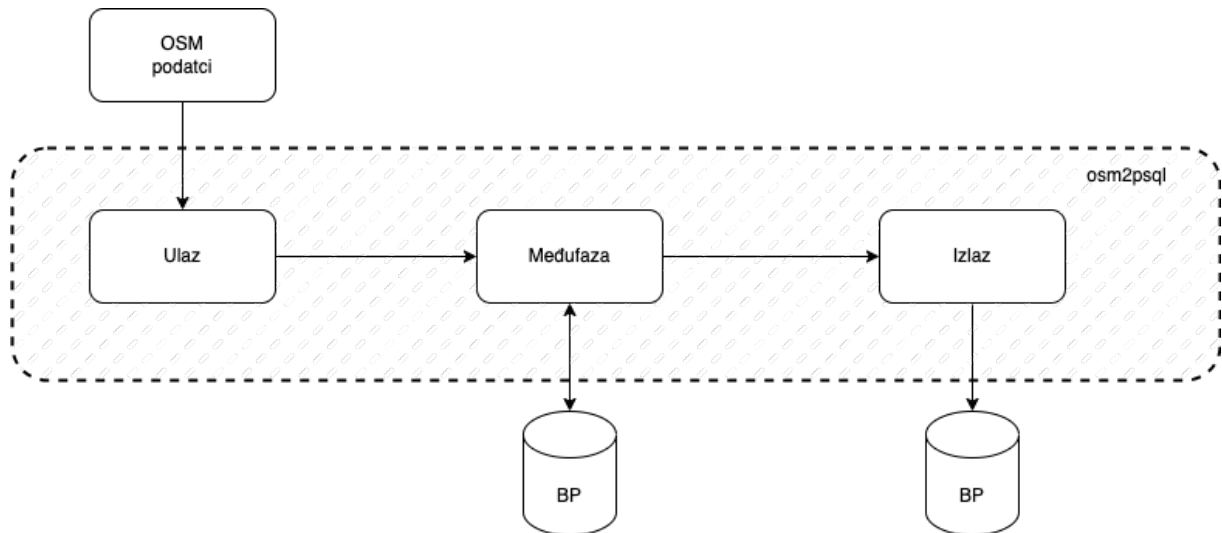 OSM
podatci
osm2psql
Ulaz
Međufaza
Izlaz
BP
BP